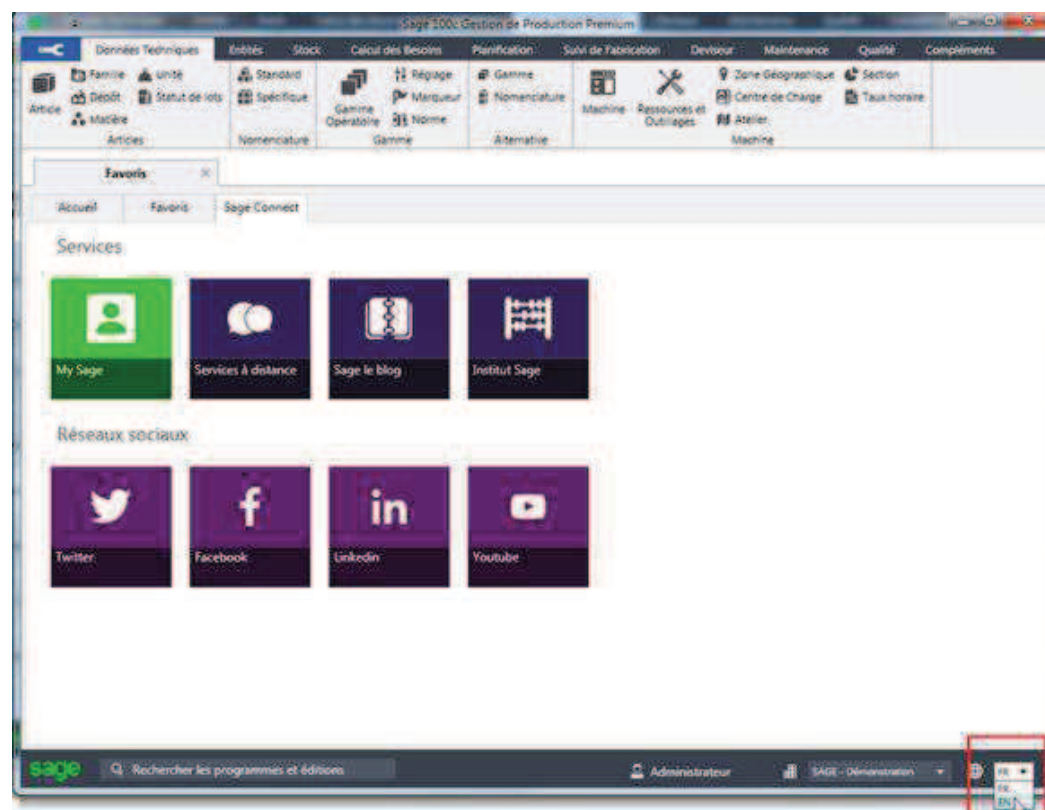 Sage 100c Gestion de Production Premium
Données Techniques Entités Stock Calcul des Besoins Planification Suivi de Fabrication Deviseur Maintenance Qualité Compléments
Article Famille Unité Standard Gamme Opératoire Réglage Gamme Machine Ressources et Outillages Zone Géographique Section
Dépôt Statut de lots Spécifique Marqueur Nomenclature Centre de Charge Taux horaire
Matière Norme Atelier
Articles Nomenclature Gamme Alternative Machine
Favoris
Accueil Favoris Sage Connect
Services
My Sage Services à distance Sage le blog Institut Sage
Réseaux sociaux
Twitter Facebook Linkedin Youtube
sage Rechercher les programmes et éditions Administrateur SAGE - Démonstration FR
FR
EN